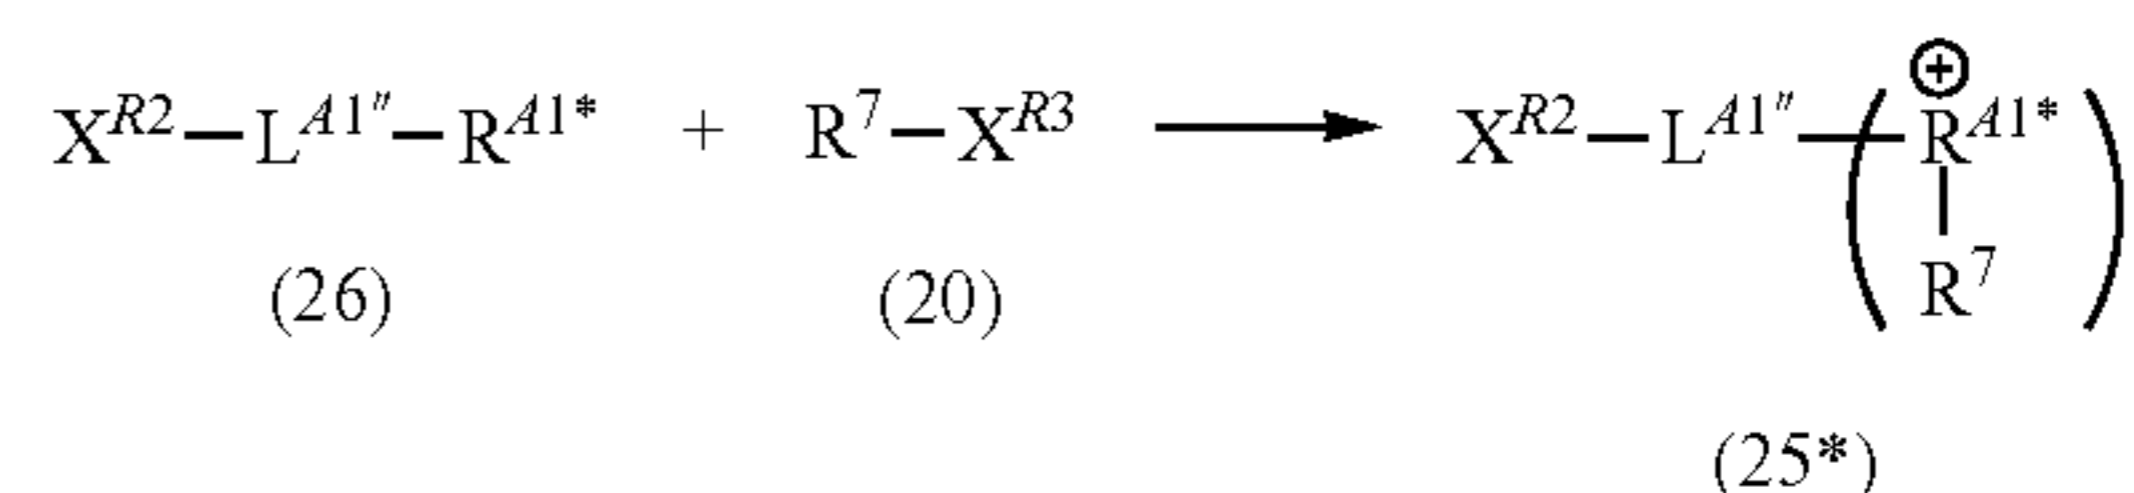 X^{R2}—L^{A1″}—R^{A1*} + R^7—X^{R3} ⟶ X^{R2}—L^{A1″}—(R^{A1*}
⊕
|
R^7)
(26) (20)
(25*)